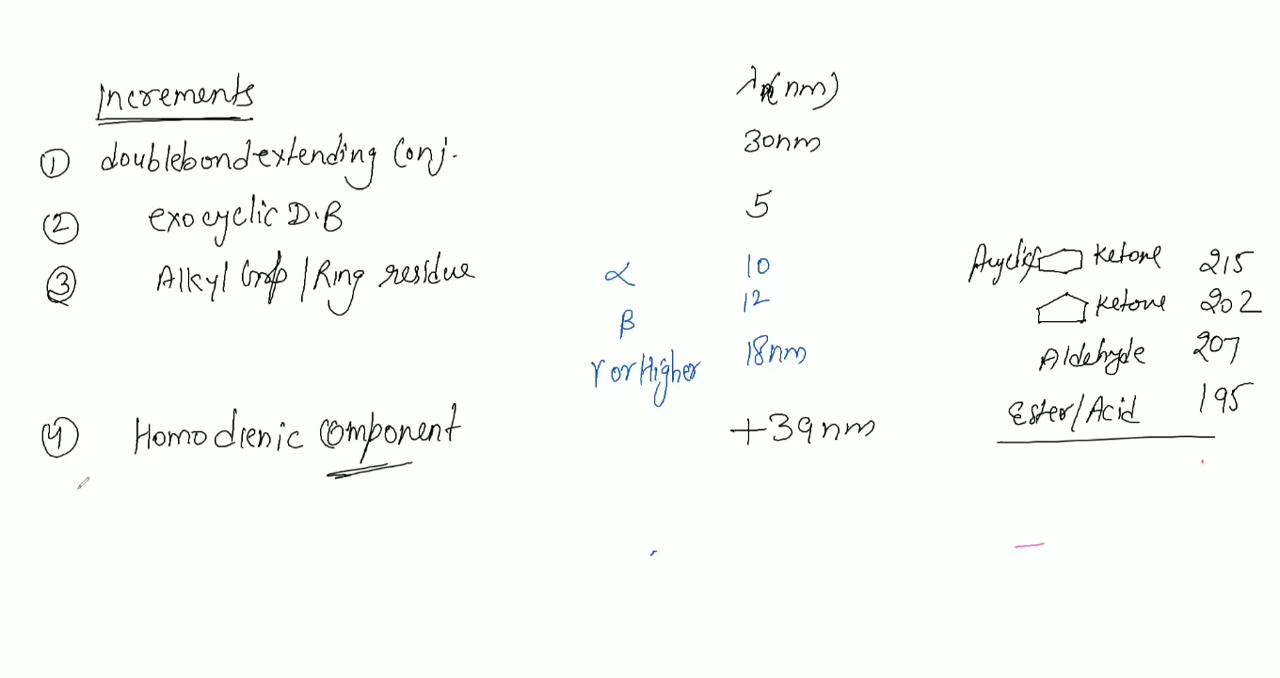 Increments λ (nm)
① doublebond extending Conj. 30nm
② exocyclic D.B 5
③ Alkyl Grp / Ring residue α 10
β 12
γ or Higher 18nm
④ Homodienic component +39nm
Acyclic/ Ketone 215
Ketone 202
Aldehyde 207
Ester/Acid 195